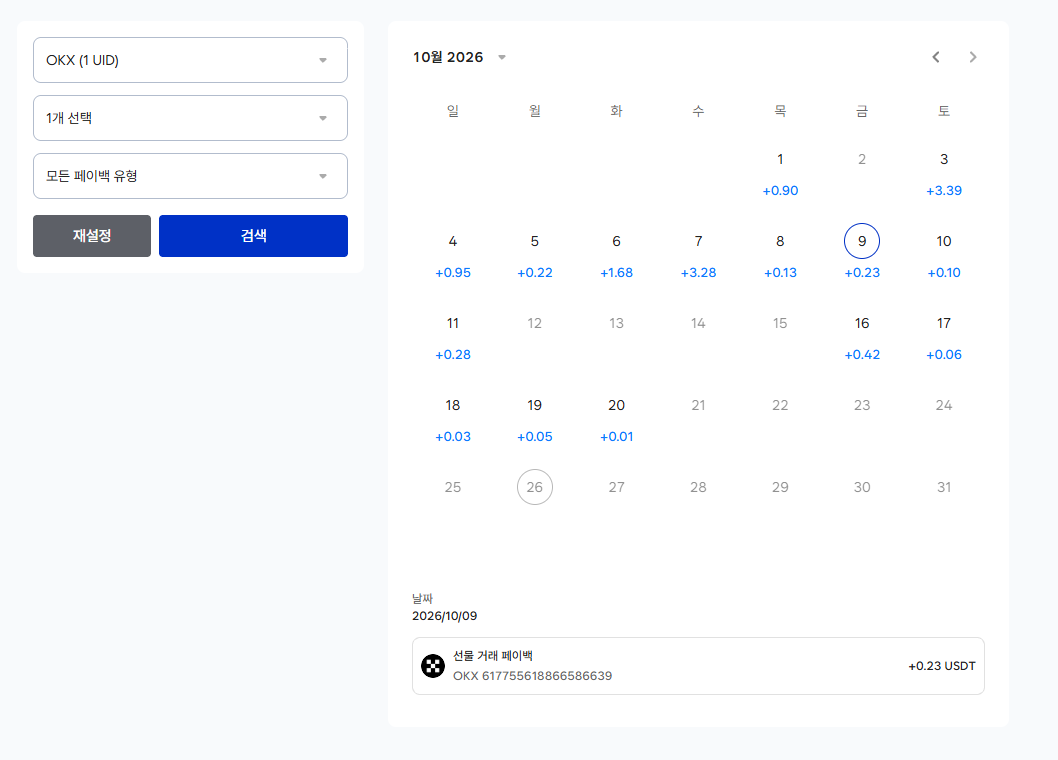 OKX (1 UID)
1개 선택
모든 페이백 유형
재설정 검색
10월 2026
일 월 화 수 목 금 토
1 2 3
+0.90 +3.39
4 5 6 7 8 9 10
+0.95 +0.22 +1.68 +3.28 +0.13 +0.23 +0.10
11 12 13 14 15 16 17
+0.28 +0.42 +0.06
18 19 20 21 22 23 24
+0.03 +0.05 +0.01
25 26 27 28 29 30 31
날짜
2026/10/09
선물 거래 페이백
OKX 617755618866586639
+0.23 USDT